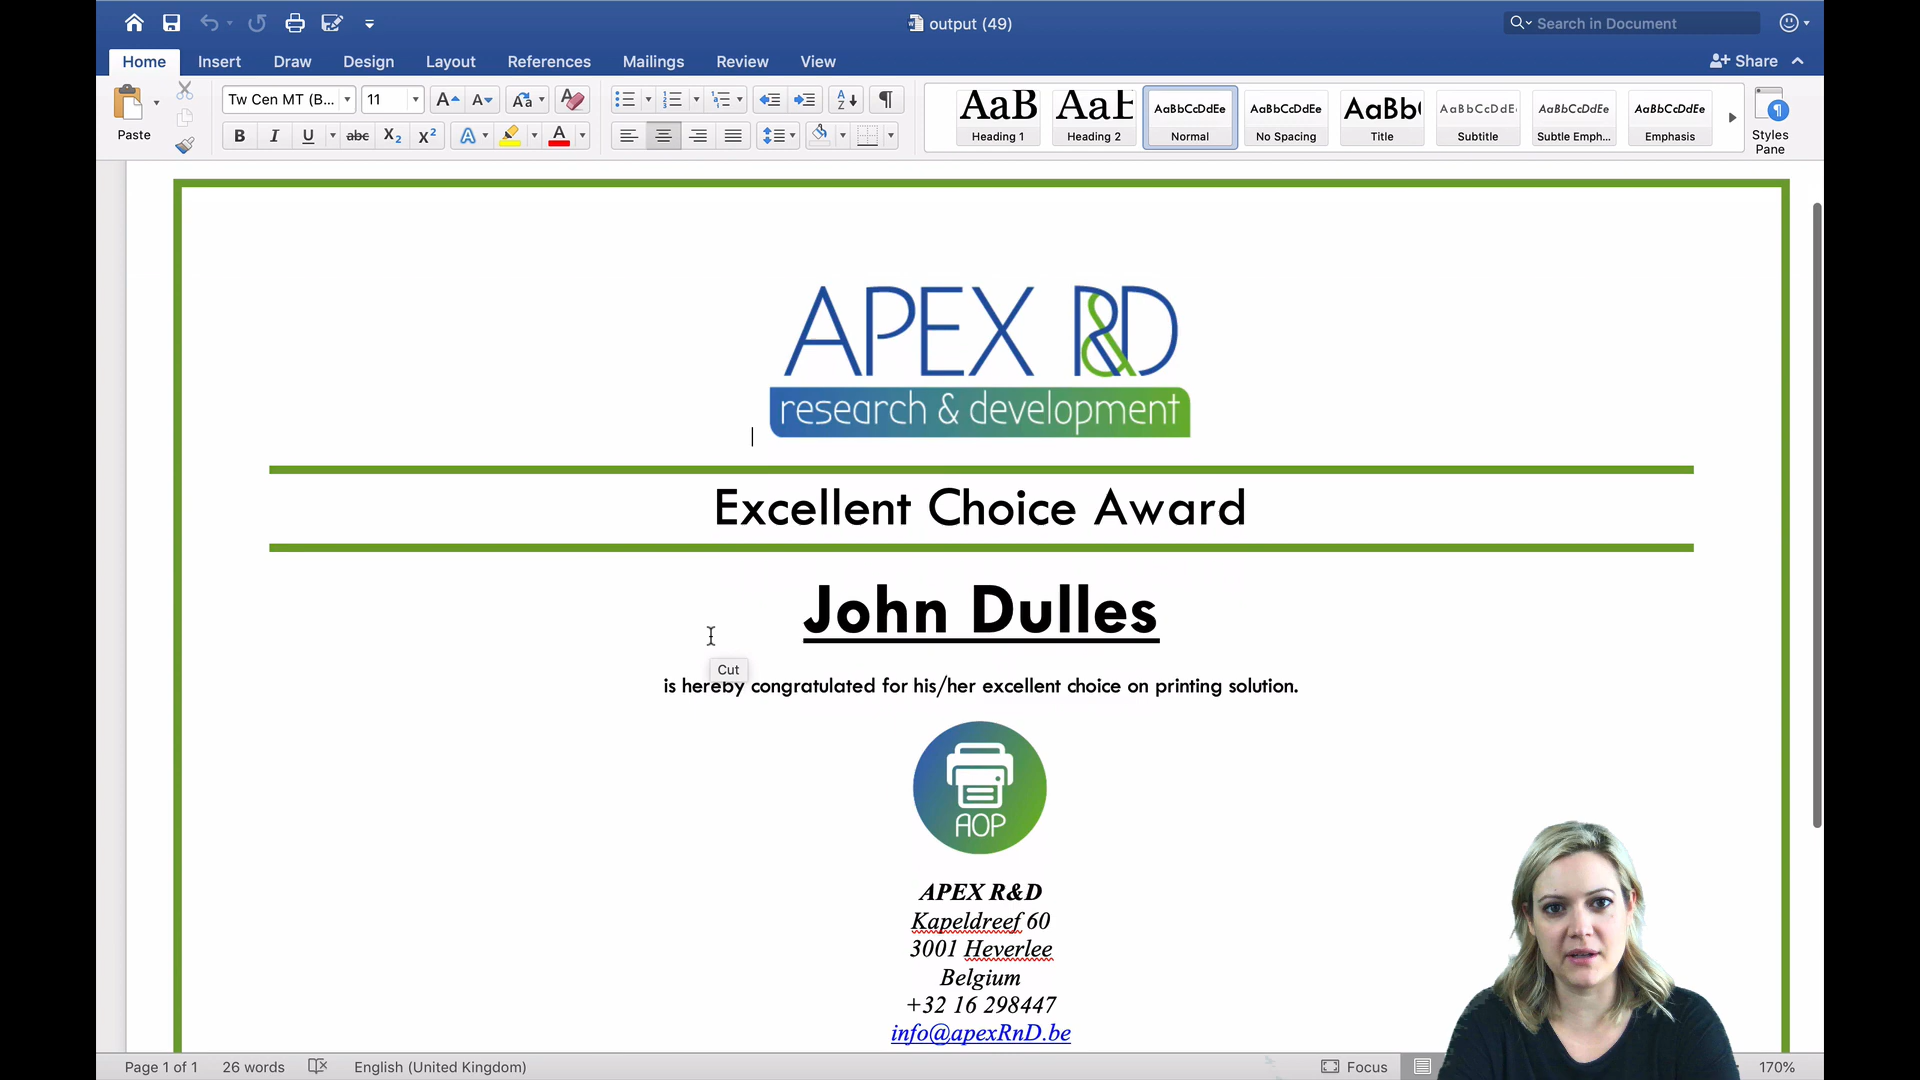 output (49)
Search in Document
Home Insert Draw Design Layout References Mailings Review View
Share
Tw Cen MT (B... 11
Paste
AaB AaE AaBbCcDdEe AaBbCcDdEe AaBb( AaBbCcDdE AaBbCcDdEe AaBbCcDdEe
Heading 1 Heading 2 Normal No Spacing Title Subtitle Subtle Emph... Emphasis
Styles
Pane
APEX R&D
research & development
Excellent Choice Award
John Dulles
Cut
is hereby congratulated for his/her excellent choice on printing solution.
AOP
APEX R&D
Kapeldreef 60
3001 Heverlee
Belgium
+32 16 298447
info@apexRnD.be
Page 1 of 1 26 words English (United Kingdom) Focus 170%